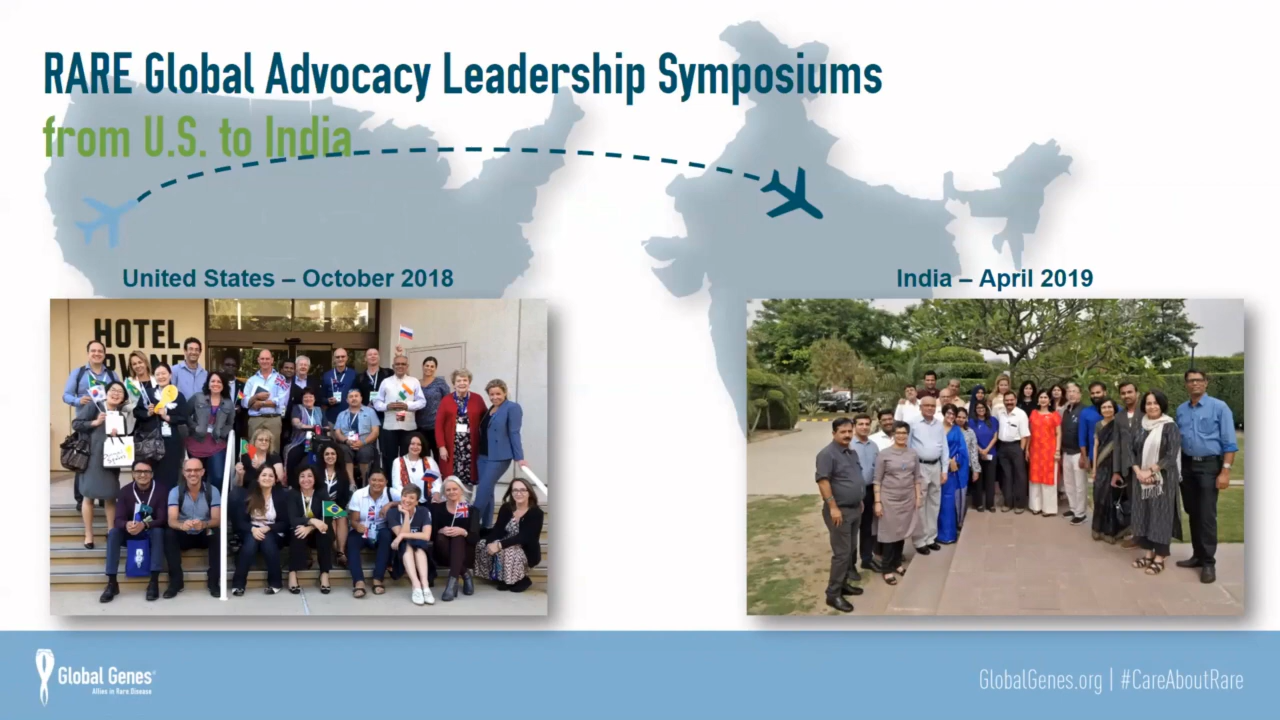 RARE Global Advocacy Leadership Symposiums
from U.S. to India
United States – October 2018
India – April 2019
HOTEL
Global Genes
Allies in Rare Disease
GlobalGenes.org | #CareAboutRare